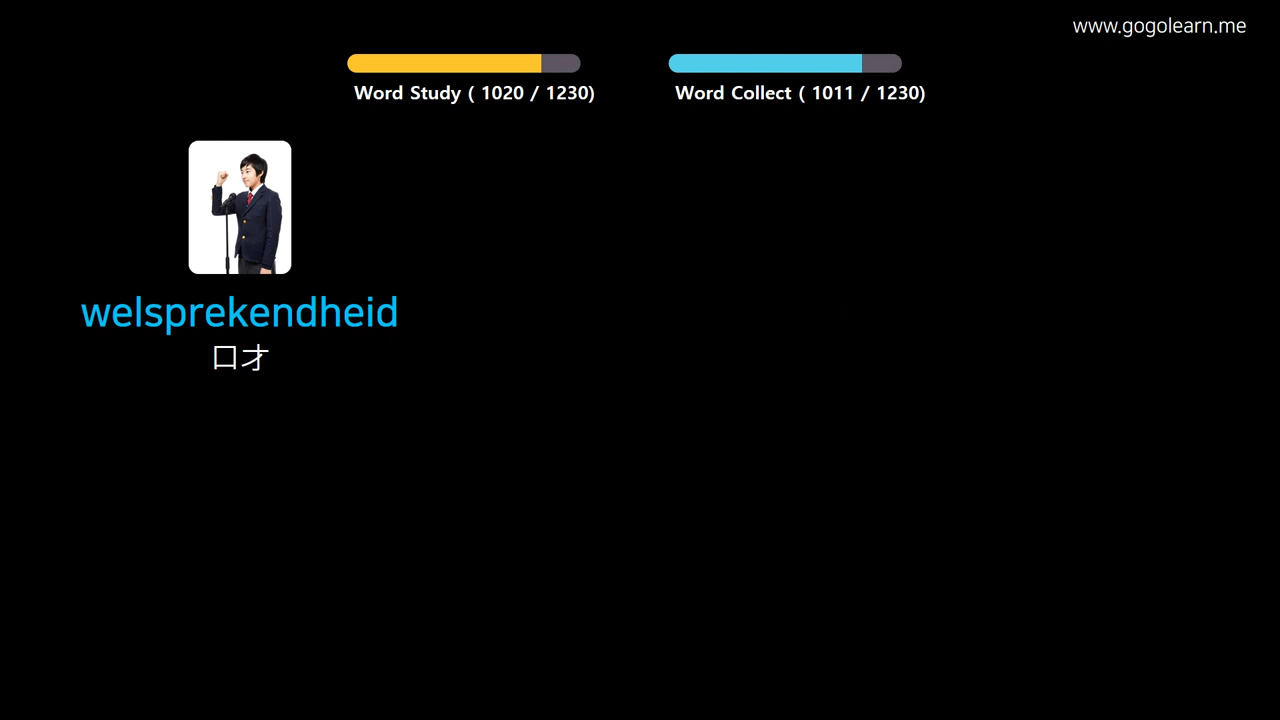 www.gogolearn.me
Word Study ( 1020 / 1230)
Word Collect ( 1011 / 1230)
welsprekendheid
口才